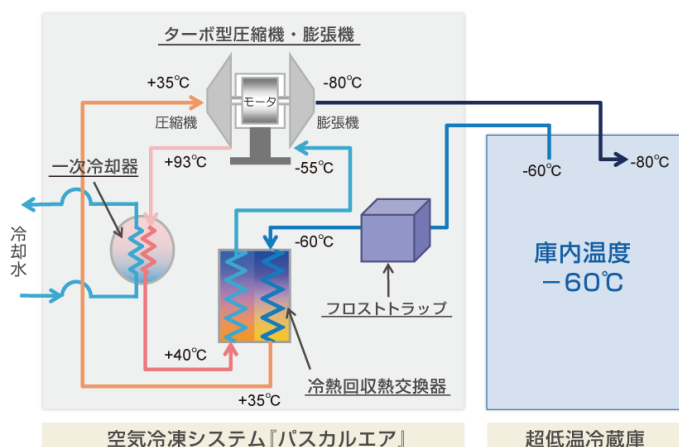 ターボ型圧縮機・膨張機
+35℃
-80℃
モータ
圧縮機
膨張機
一次冷却器
+93℃
-55℃
-60℃
-80℃
冷却水
-60℃
庫内温度
-60℃
フロストトラップ
+40℃
冷熱回収熱交換器
+35℃
空気冷凍システム『パスカルエア』
超低温冷蔵庫